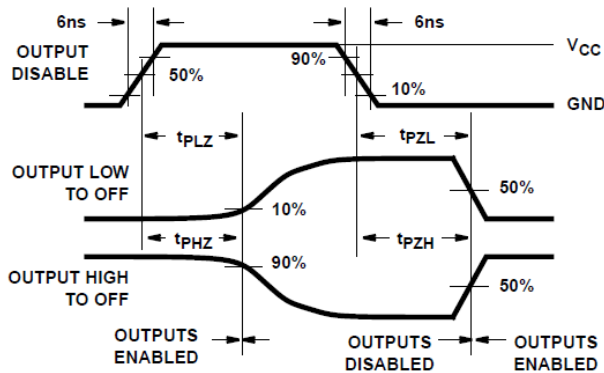 6ns
6ns
OUTPUT
DISABLE
50%
90%
10%
VCC
GND
tPLZ
tPZL
OUTPUT LOW
TO OFF
10%
50%
tPHZ
tPZH
OUTPUT HIGH
TO OFF
90%
50%
OUTPUTS
ENABLED
OUTPUTS
DISABLED
OUTPUTS
ENABLED